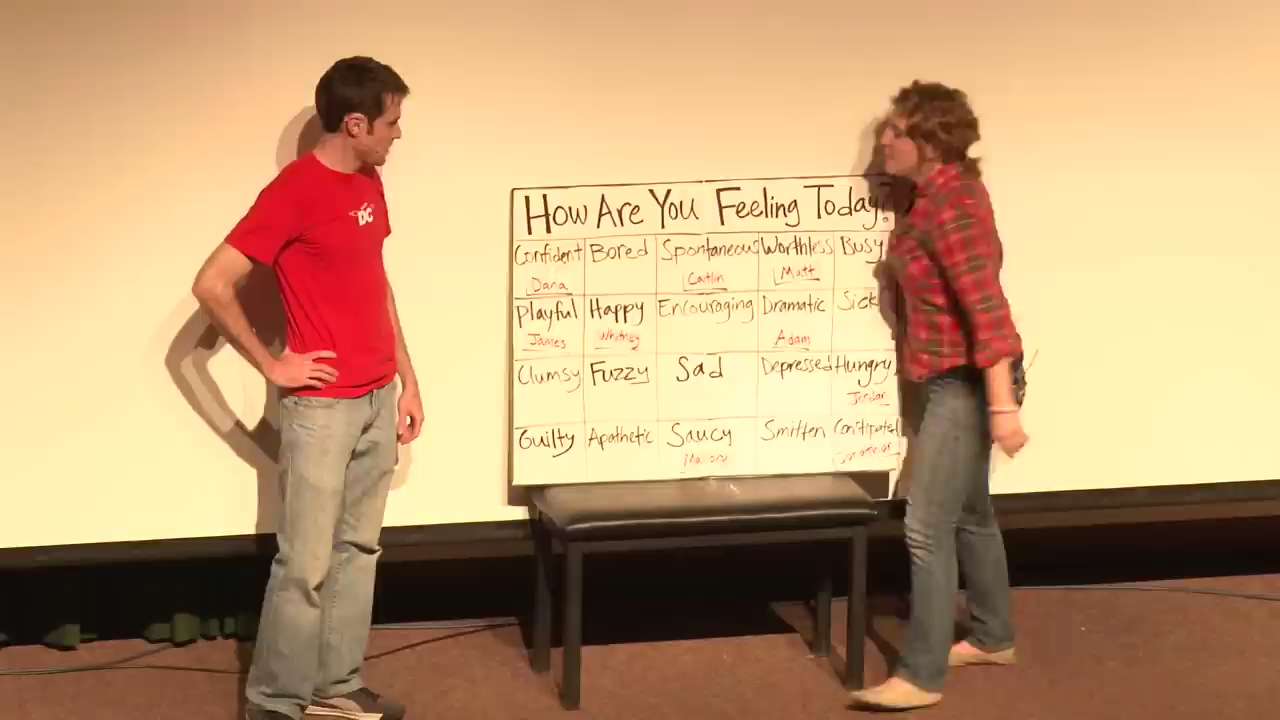 DC
How Are You Feeling Today?
Confident Bored Spontaneous Worthless Busy
Dana Caitlin Matt
Playful Happy Encouraging Dramatic Sick
James Whitney Adam
Clumsy Fuzzy Sad Depressed Hungry
Jordan
Guilty Apathetic Saucy Smitten Constipated